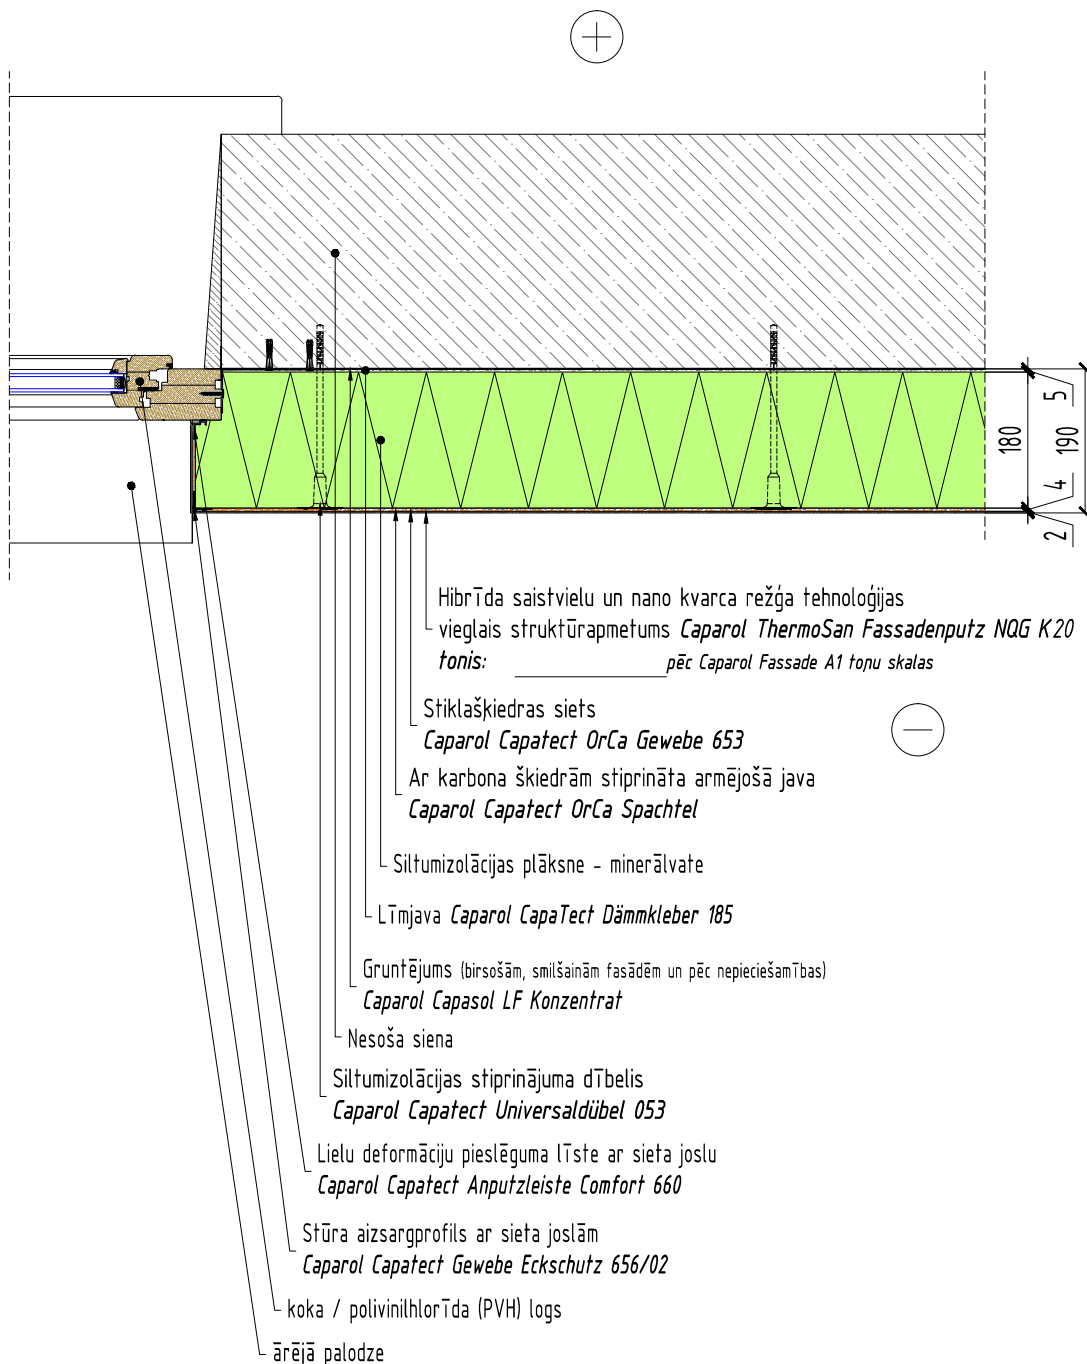 5
180
190
4
2
Hibrīda saistvielu un nano kvarca režģa tehnoloģijas
vieglais struktūrapmetums Caparol ThermoSan Fassadenputz NQG K20
tonis: pēc Caparol Fassade A1 toņu skalas
Stiklašķiedras siets
Caparol Capatect OrCa Gewebe 653
Ar karbona šķiedrām stiprināta armējošā java
Caparol Capatect OrCa Spachtel
Siltumizolācijas plāksne - minerālvate
Līmjava Caparol CapaTect Dämmkleber 185
Gruntējums (birsošām, smilšainām fasādēm un pēc nepieciešamības)
Caparol Capasol LF Konzentrat
Nesoša siena
Siltumizolācijas stiprinājuma dībelis
Caparol Capatect Universaldübel 053
Lielu deformāciju pieslēguma līste ar sieta joslu
Caparol Capatect Anputzleiste Comfort 660
Stūra aizsargprofils ar sieta joslām
Caparol Capatect Gewebe Eckschutz 656/02
koka / polivinilhlorīda (PVH) logs
ārējā palodze